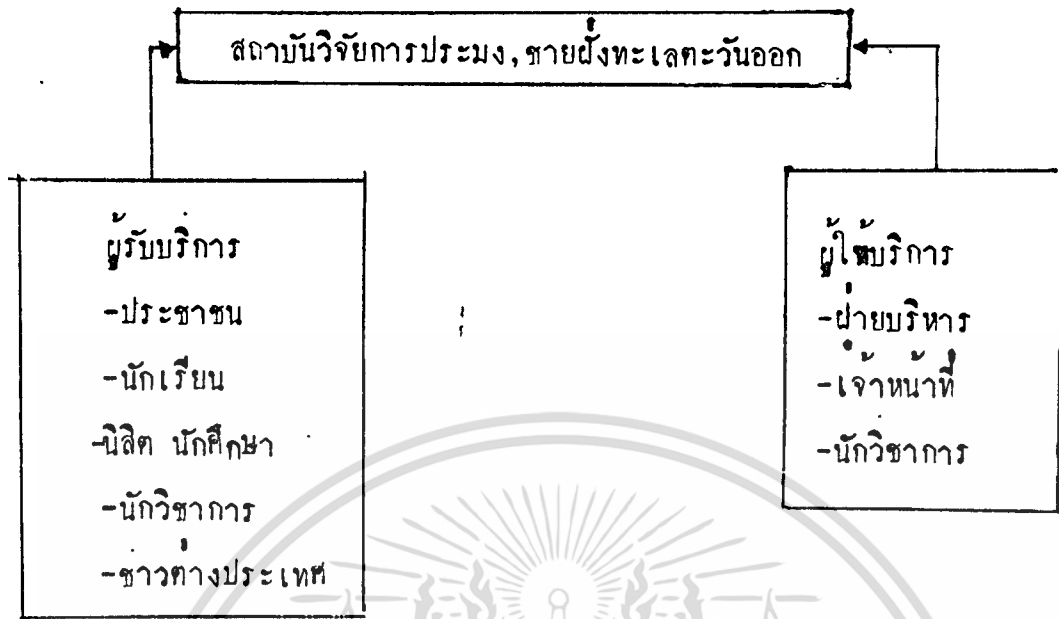 สถาบันวิจัยการประมง,ชายฝั่งทะเลตะวันออก
ผู้รับบริการ
-ประชาชน
-นักเรียน
-นิสิต นักศึกษา
-นักวิชาการ
-ชาวต่างประเทศ
ผู้ให้บริการ
-ฝ่ายบริหาร
-เจ้าหน้าที่
-นักวิชาการ